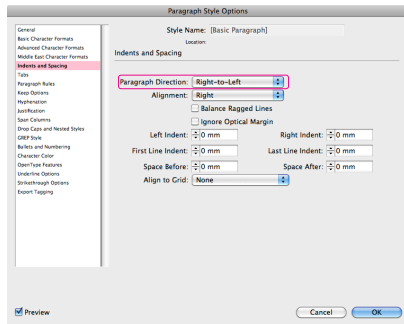 Paragraph Style Options
General
Basic Character Formats
Advanced Character Formats
Middle East Character Formats
Indents and Spacing
Tabs
Paragraph Rules
Keep Options
Hyphenation
Justification
Span Columns
Drop Caps and Nested Styles
GREP Style
Bullets and Numbering
Character Color
OpenType Features
Underline Options
Strikethrough Options
Export Tagging
Style Name: [Basic Paragraph]
Location:
Indents and Spacing
Paragraph Direction: Right-to-Left
Alignment: Right
Balance Ragged Lines
Ignore Optical Margin
Left Indent: 0 mm Right Indent: 0 mm
First Line Indent: 0 mm Last Line Indent: 0 mm
Space Before: 0 mm Space After: 0 mm
Align to Grid: None
Preview Cancel OK